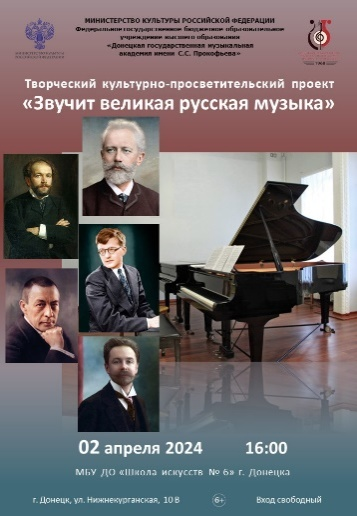 МИНИСТЕРСТВО КУЛЬТУРЫ РОССИЙСКОЙ ФЕДЕРАЦИИ
Федеральное государственное бюджетное образовательное
учреждение высшего образования
«Донецкая государственная музыкальная
академия имени С.С. Прокофьева»
Творческий культурно-просветительский проект
«Звучит великая русская музыка»
02 апреля 2024 16:00
МБУ ДО «Школа искусств № 6» г. Донецка
г. Донецк, ул. Нижнекурганская, 10 В 6+ Вход свободный